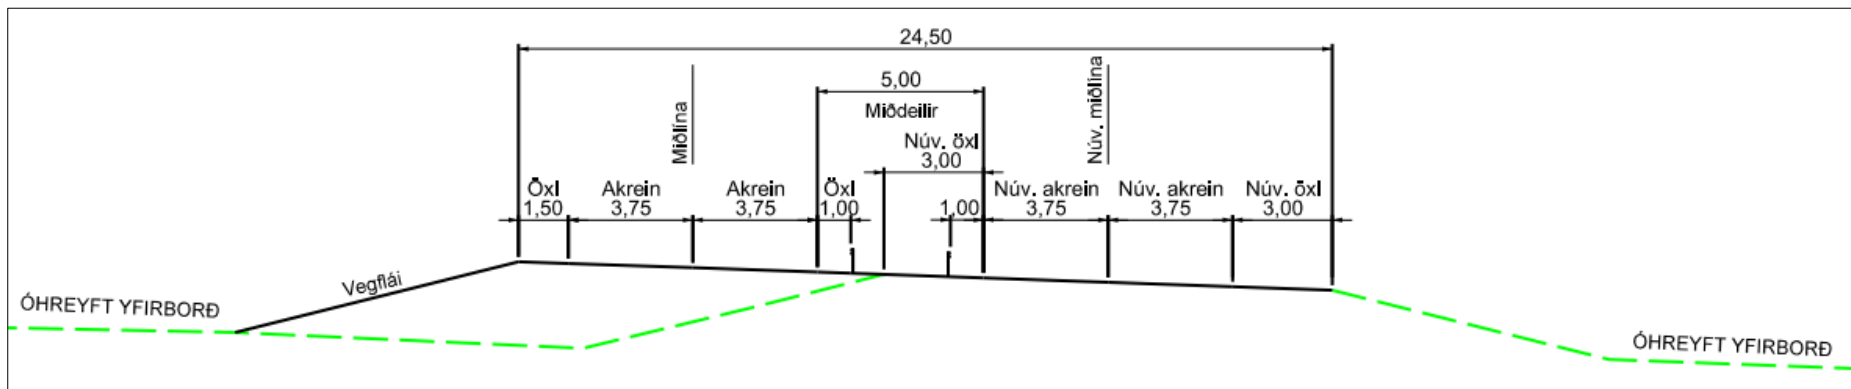 24,50
5,00
Miðdeilir
Miðlína
Núv. miðlína
Núv. öxl
3,00
Öxl Akrein Akrein Öxl Núv. akrein Núv. akrein Núv. öxl
1,50 3,75 3,75 1,00 1,00 3,75 3,75 3,00
Vegflái
ÓHREYFT YFIRBORÐ
ÓHREYFT YFIRBORÐ